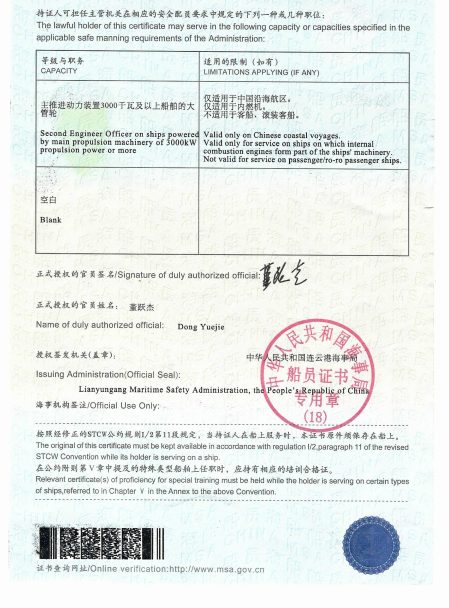 持证人可担任主管机关在相应的安全配员要求中规定的下列一种或几种职位：
The lawful holder of this certificate may serve in the following capacity or capacities specified in the
applicable safe manning requirements of the Administration:
等级与职务
CAPACITY
适用的限制（如有）
LIMITATIONS APPLYING (IF ANY)
主推进动力装置3000千瓦及以上船舶的大
管轮
Second Engineer Officer on ships powered
by main propulsion machinery of 3000kW
propulsion power or more
仅适用于中国沿海航区。
仅适用于内燃机。
不适用于客船、滚装客船。
Valid only on Chinese coastal voyages.
Valid only for service on ships on which internal
combustion engines form part of the ships' machinery.
Not valid for service on passenger/ro-ro passenger ships.
空白
Blank
正式授权的官员签名/Signature of duly authorized official:
董跃杰
正式授权的官员姓名： 董跃杰
Name of duly authorized official: Dong Yuejie
授权签发机关(盖章)： 中华人民共和国连云港海事局
Issuing Administration(Official Seal):
Lianyungang Maritime Safety Administration, the People's Republic of China
中华人民共和国海事局
船员证书
专用章
(18)
海事机构签注/Official Use Only:
按照经修正的STCW公约规则I/2第11段规定，当持证人在船上服务时，本证书原件须保存在船上。
The original of this certificate must be kept available in accordance with regulation I/2,paragraph 11 of the revised
STCW Convention while its holder is serving on a ship.
在公约附则第Ⅴ章中提及的特殊类型船舶上任职时，应持有相应的培训合格证。
Relevant certificate(s) of proficiency for special training must be held while the holder is serving on certain types
of ships,referred to in Chapter Ⅴ in the Annex to the above Convention.
证书查询网址/Online verification:http://www.msa.gov.cn